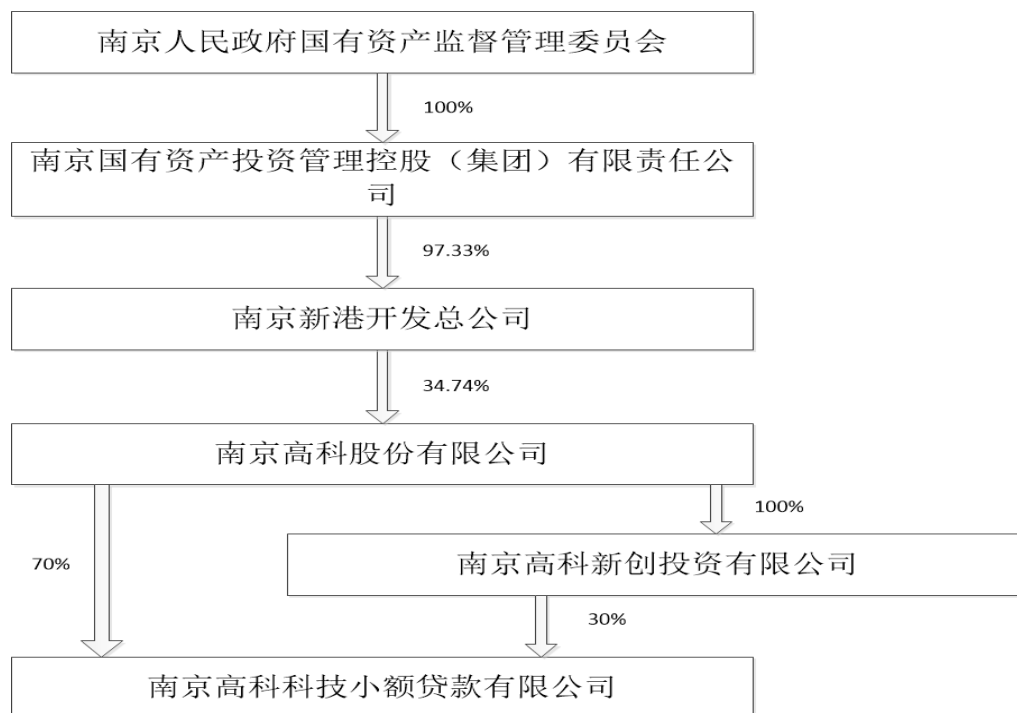 南京人民政府国有资产监督管理委员会
100%
南京国有资产投资管理控股（集团）有限责任公
司
97.33%
南京新港开发总公司
34.74%
南京高科股份有限公司
100%
70%
南京高科新创投资有限公司
30%
南京高科科技小额贷款有限公司